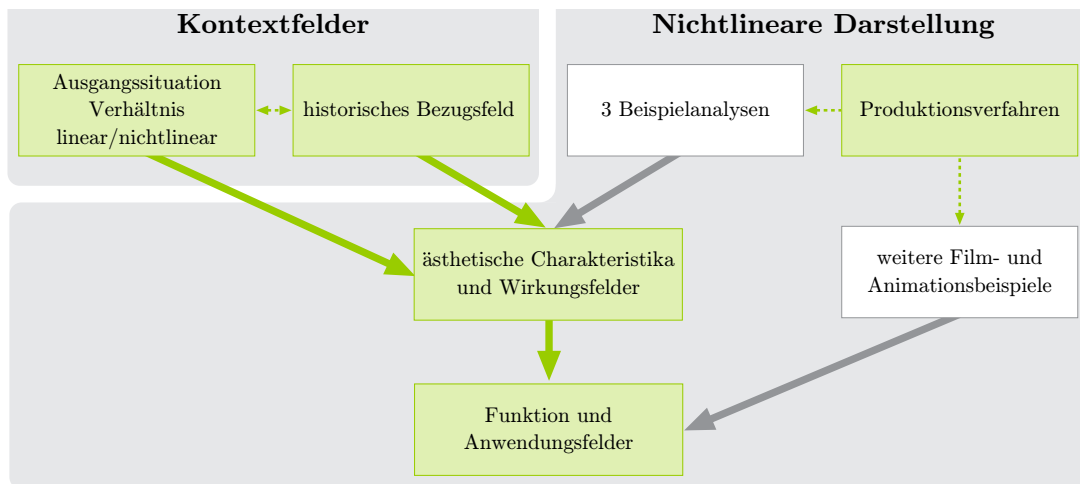 Kontextfelder
Nichtlineare Darstellung
Ausgangssituation
Verhältnis
linear/nichtlinear
historisches Bezugsfeld
3 Beispielanalysen
Produktionsverfahren
ästhetische Charakteristika
und Wirkungsfelder
weitere Film- und
Animationsbeispiele
Funktion und
Anwendungsfelder